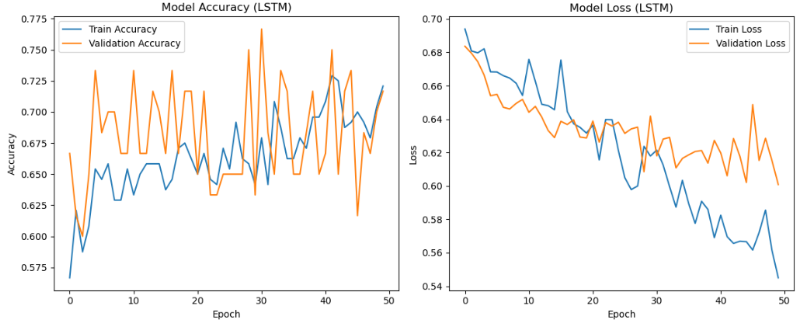 Model Accuracy (LSTM)
0.775
0.750
0.725
0.700
0.675
0.650
0.625
0.600
0.575
Accuracy
Train Accuracy
Validation Accuracy
0 10 20 30 40 50
Epoch
Model Loss (LSTM)
0.70
0.68
0.66
0.64
0.62
0.60
0.58
0.56
0.54
Loss
Train Loss
Validation Loss
0 10 20 30 40 50
Epoch